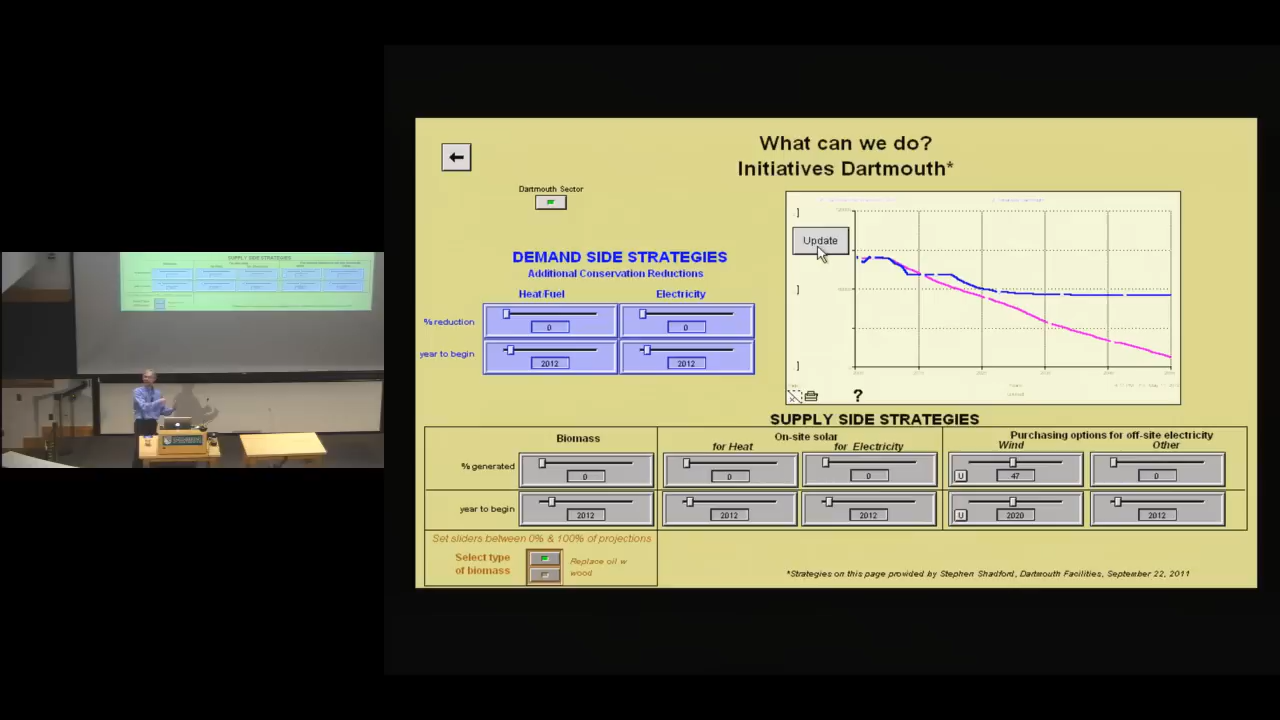 What can we do?
Initiatives Dartmouth*
Dartmouth Sector
Update
DEMAND SIDE STRATEGIES
Additional Conservation Reductions
Heat/Fuel Electricity
% reduction 0 0
year to begin 2012 2012
?
SUPPLY SIDE STRATEGIES
Biomass On-site solar Purchasing options for off-site electricity
for Heat for Electricity Wind Other
% generated 0 0 0 U 47 0
year to begin 2012 2012 2012 U 2020 2012
Set sliders between 0% & 100% of projections
Select type of biomass
Replace oil w wood
*Strategies on this page provided by Stephen Shadford, Dartmouth Facilities, September 22, 2011
SUPPLY SIDE STRATEGIES